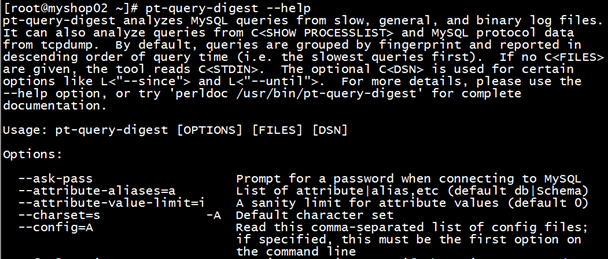 [root@myshop02 ~]# pt-query-digest --help
pt-query-digest analyzes MySQL queries from slow, general, and binary log files.
It can also analyze queries from C<SHOW PROCESSLIST> and MySQL protocol data
from tcpdump.  By default, queries are grouped by fingerprint and reported in
descending order of query time (i.e. the slowest queries first).  If no C<FILES>
are given, the tool reads C<STDIN>.  The optional C<DSN> is used for certain
options like L<"--since"> and L<"--until">.  For more details, please use the
--help option, or try 'perldoc /usr/bin/pt-query-digest' for complete
documentation.
Usage: pt-query-digest [OPTIONS] [FILES] [DSN]
Options:
--ask-pass Prompt for a password when connecting to MySQL
--attribute-aliases=a List of attribute|alias,etc (default db|Schema)
--attribute-value-limit=i A sanity limit for attribute values (default 0)
--charset=s -A Default character set
--config=A Read this comma-separated list of config files;
if specified, this must be the first option on
the command line